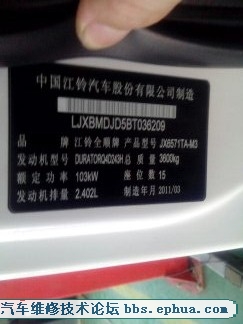 中国江铃汽车股份有限公司制造
LJXBMDJD5BT036209
品牌 江铃全顺牌 产品型号 JX6571TA-M3
发动机型号 DURATORQ4D243H 总质量 3600kg
额定功率 103kW 座位数 15
发动机排量 2.402L 制造年月 2011/03
汽车维修技术论坛 bbs.ephua.com